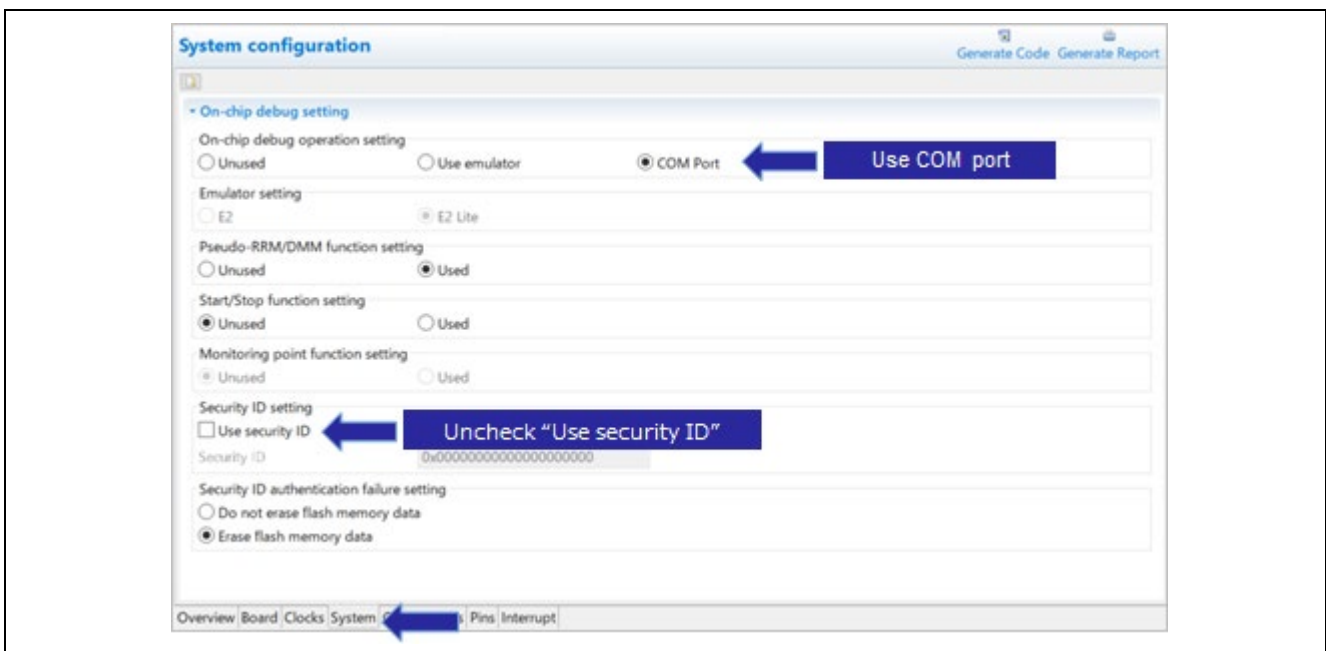 System configuration
Generate Code Generate Report
On-chip debug setting
On-chip debug operation setting
Unused Use emulator COM Port Use COM port
Emulator setting
E2 E2 Lite
Pseudo-RRM/DMM function setting
Unused Used
Start/Stop function setting
Unused Used
Monitoring point function setting
Unused Used
Security ID setting
Use security ID Uncheck “Use security ID”
Security ID 0x00000000000000000000
Security ID authentication failure setting
Do not erase flash memory data
Erase flash memory data
Overview Board Clocks System Pins Interrupt